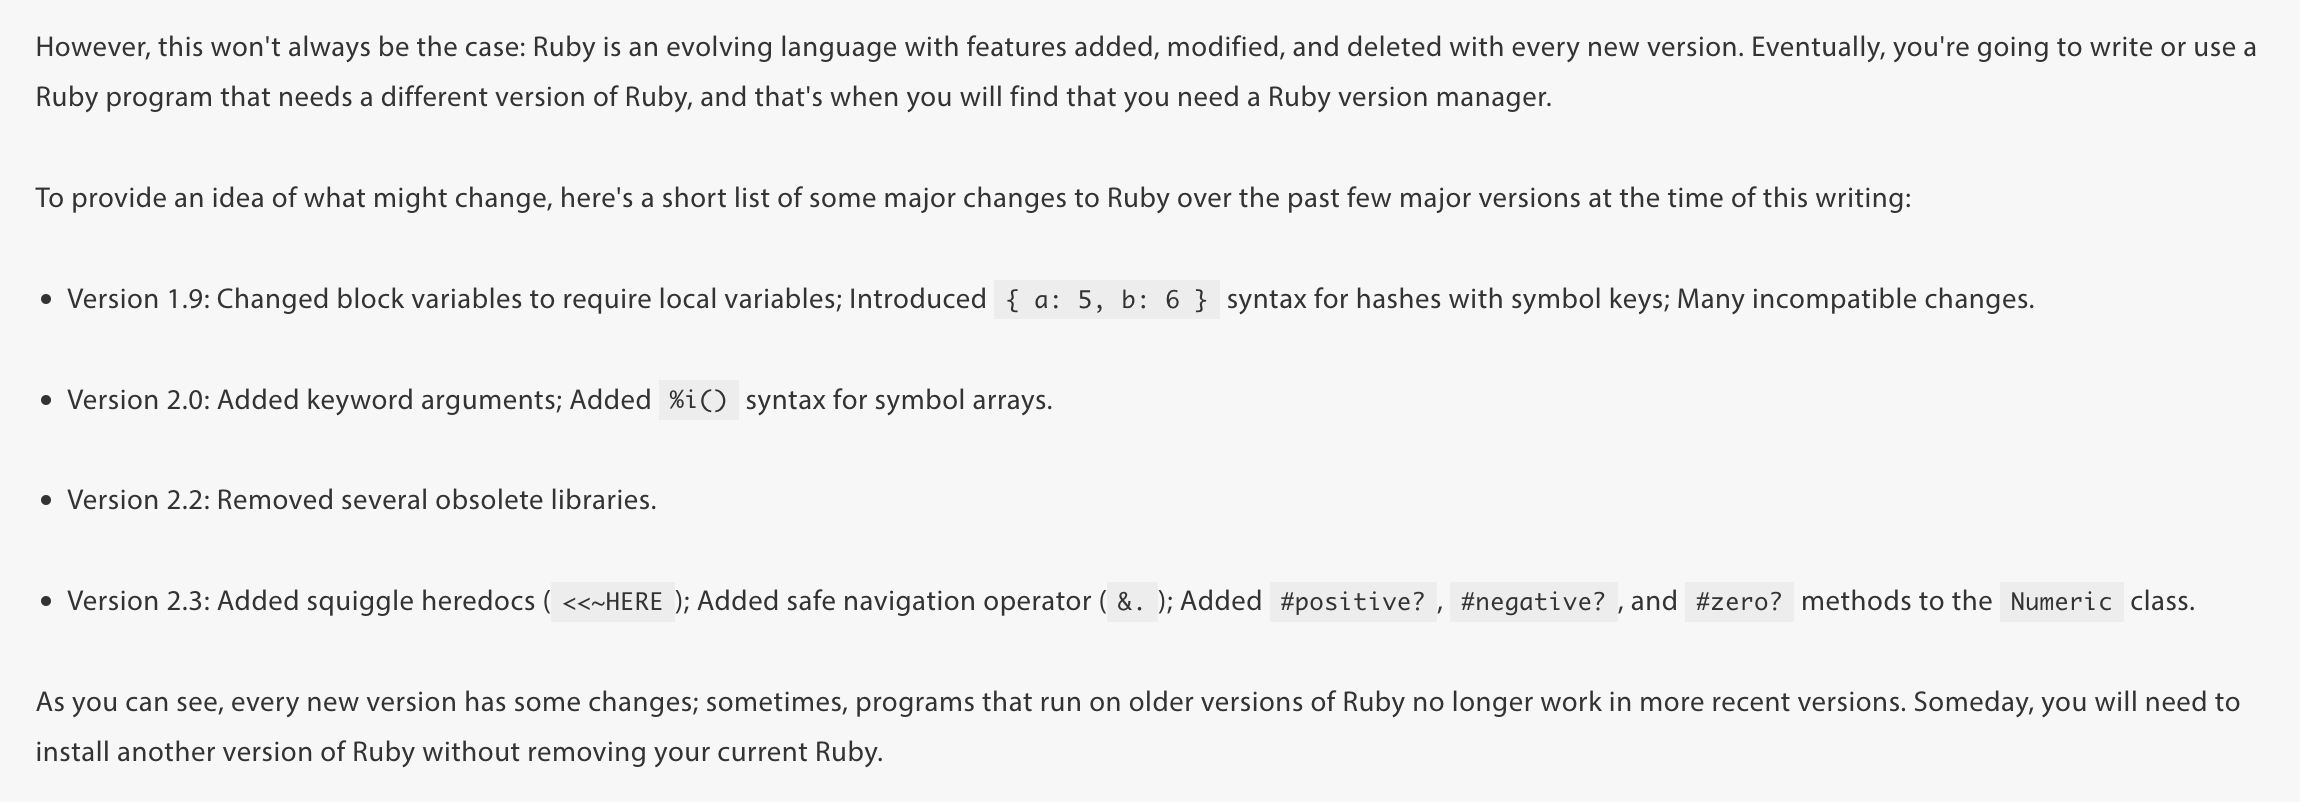 However, this won't always be the case: Ruby is an evolving language with features added, modified, and deleted with every new version. Eventually, you're going to write or use a
Ruby program that needs a different version of Ruby, and that's when you will find that you need a Ruby version manager.
To provide an idea of what might change, here's a short list of some major changes to Ruby over the past few major versions at the time of this writing:
• Version 1.9: Changed block variables to require local variables; Introduced { a: 5, b: 6 } syntax for hashes with symbol keys; Many incompatible changes.
• Version 2.0: Added keyword arguments; Added %i() syntax for symbol arrays.
• Version 2.2: Removed several obsolete libraries.
• Version 2.3: Added squiggle heredocs ( <<~HERE ); Added safe navigation operator ( &. ); Added #positive? , #negative? , and #zero? methods to the Numeric class.
As you can see, every new version has some changes; sometimes, programs that run on older versions of Ruby no longer work in more recent versions. Someday, you will need to
install another version of Ruby without removing your current Ruby.